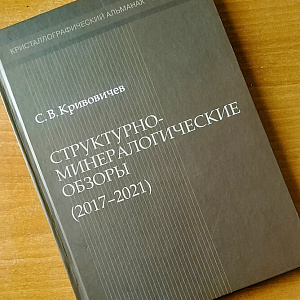 КРИСТАЛЛОГРАФИЧЕСКИЙ АЛЬМАНАХ
С. В. Кривовичев
СТРУКТУРНО-
МИНЕРАЛОГИЧЕСКИЕ
ОБЗОРЫ
(2017–2021)